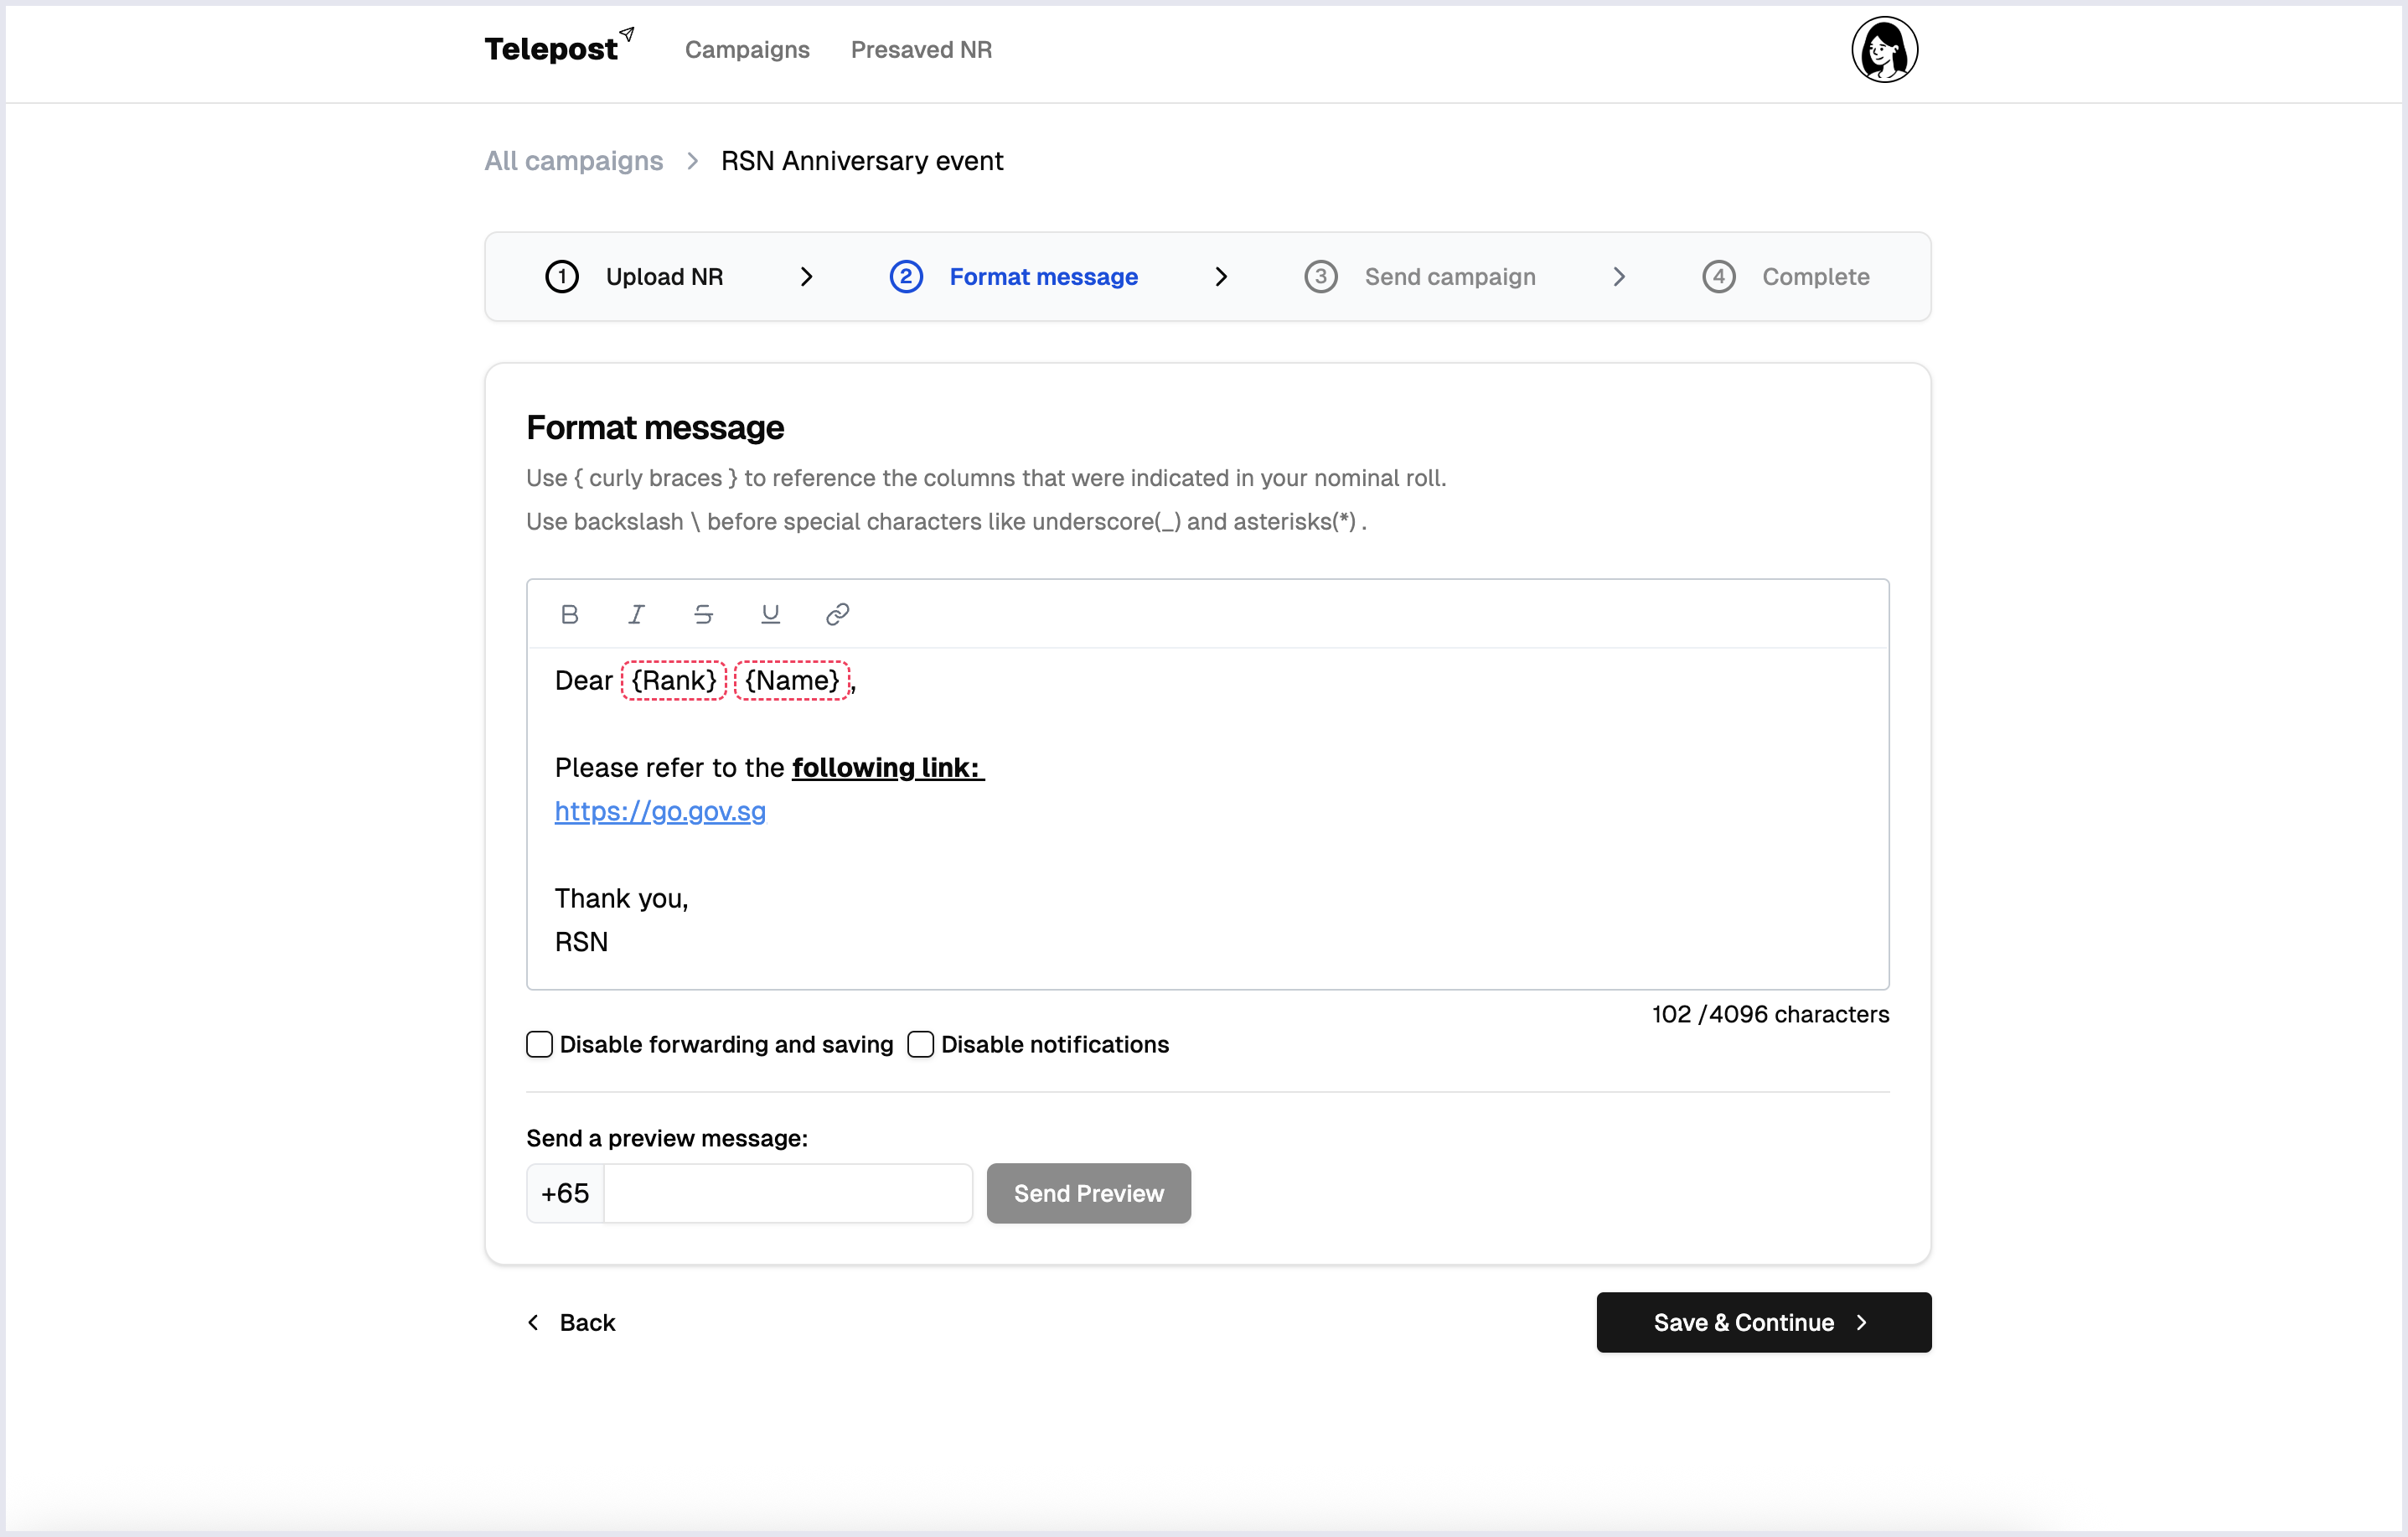 Telepost
Campaigns
Presaved NR
All campaigns > RSN Anniversary event
1 Upload NR > 2 Format message > 3 Send campaign > 4 Complete
Format message
Use { curly braces } to reference the columns that were indicated in your nominal roll.
Use backslash \ before special characters like underscore(_) and asterisks(*) .
B I S U
Dear {Rank} {Name},
Please refer to the following link:
https://go.gov.sg
Thank you,
RSN
102 /4096 characters
Disable forwarding and saving
Disable notifications
Send a preview message:
+65
Send Preview
< Back
Save & Continue >